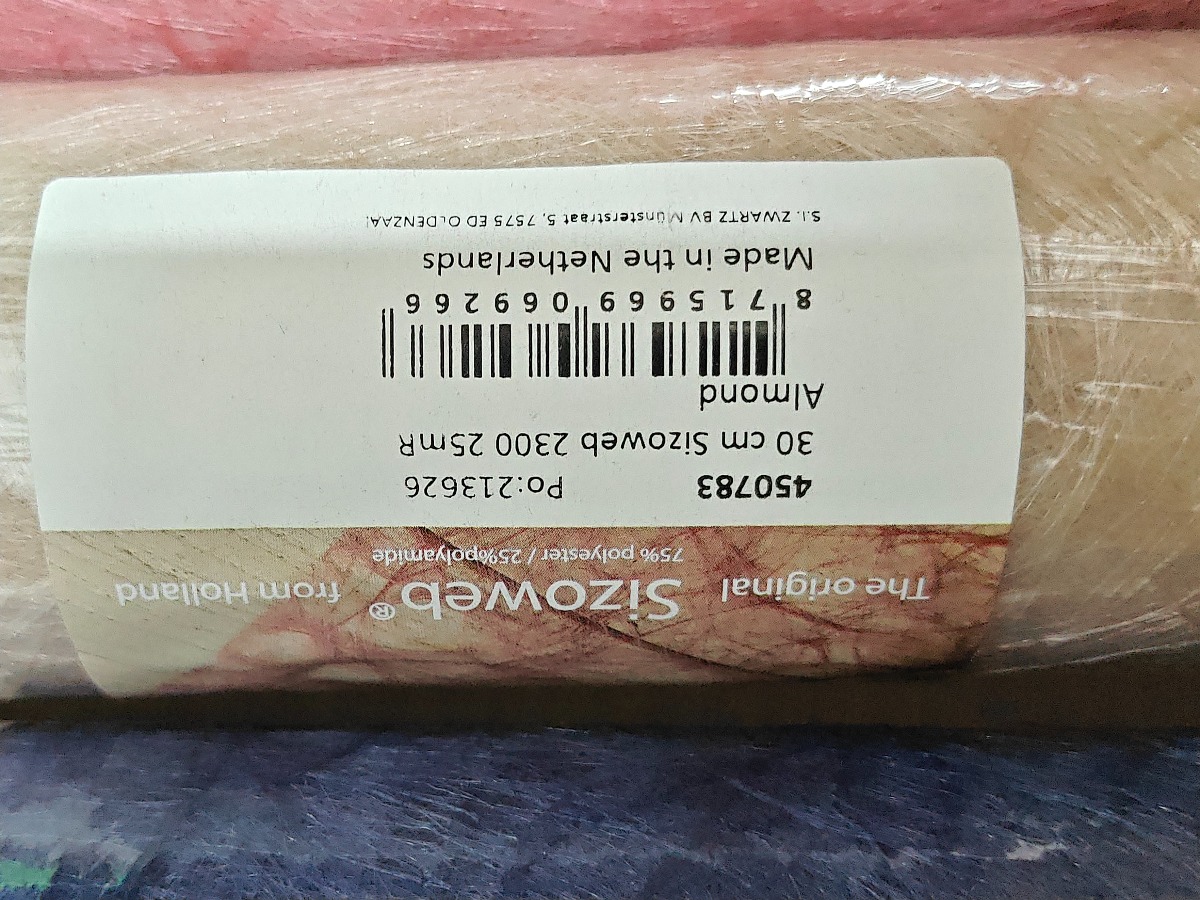 The original Sizoweb® from Holland
75% polyester / 25%polyamide
450783 Po:213626
30 cm Sizoweb 2300 25mR
Almond
8 715969 069266
Made in the Netherlands
S.I. ZWARTZ BV Münsterstraat 5, 7575 ED OLDENZAAL